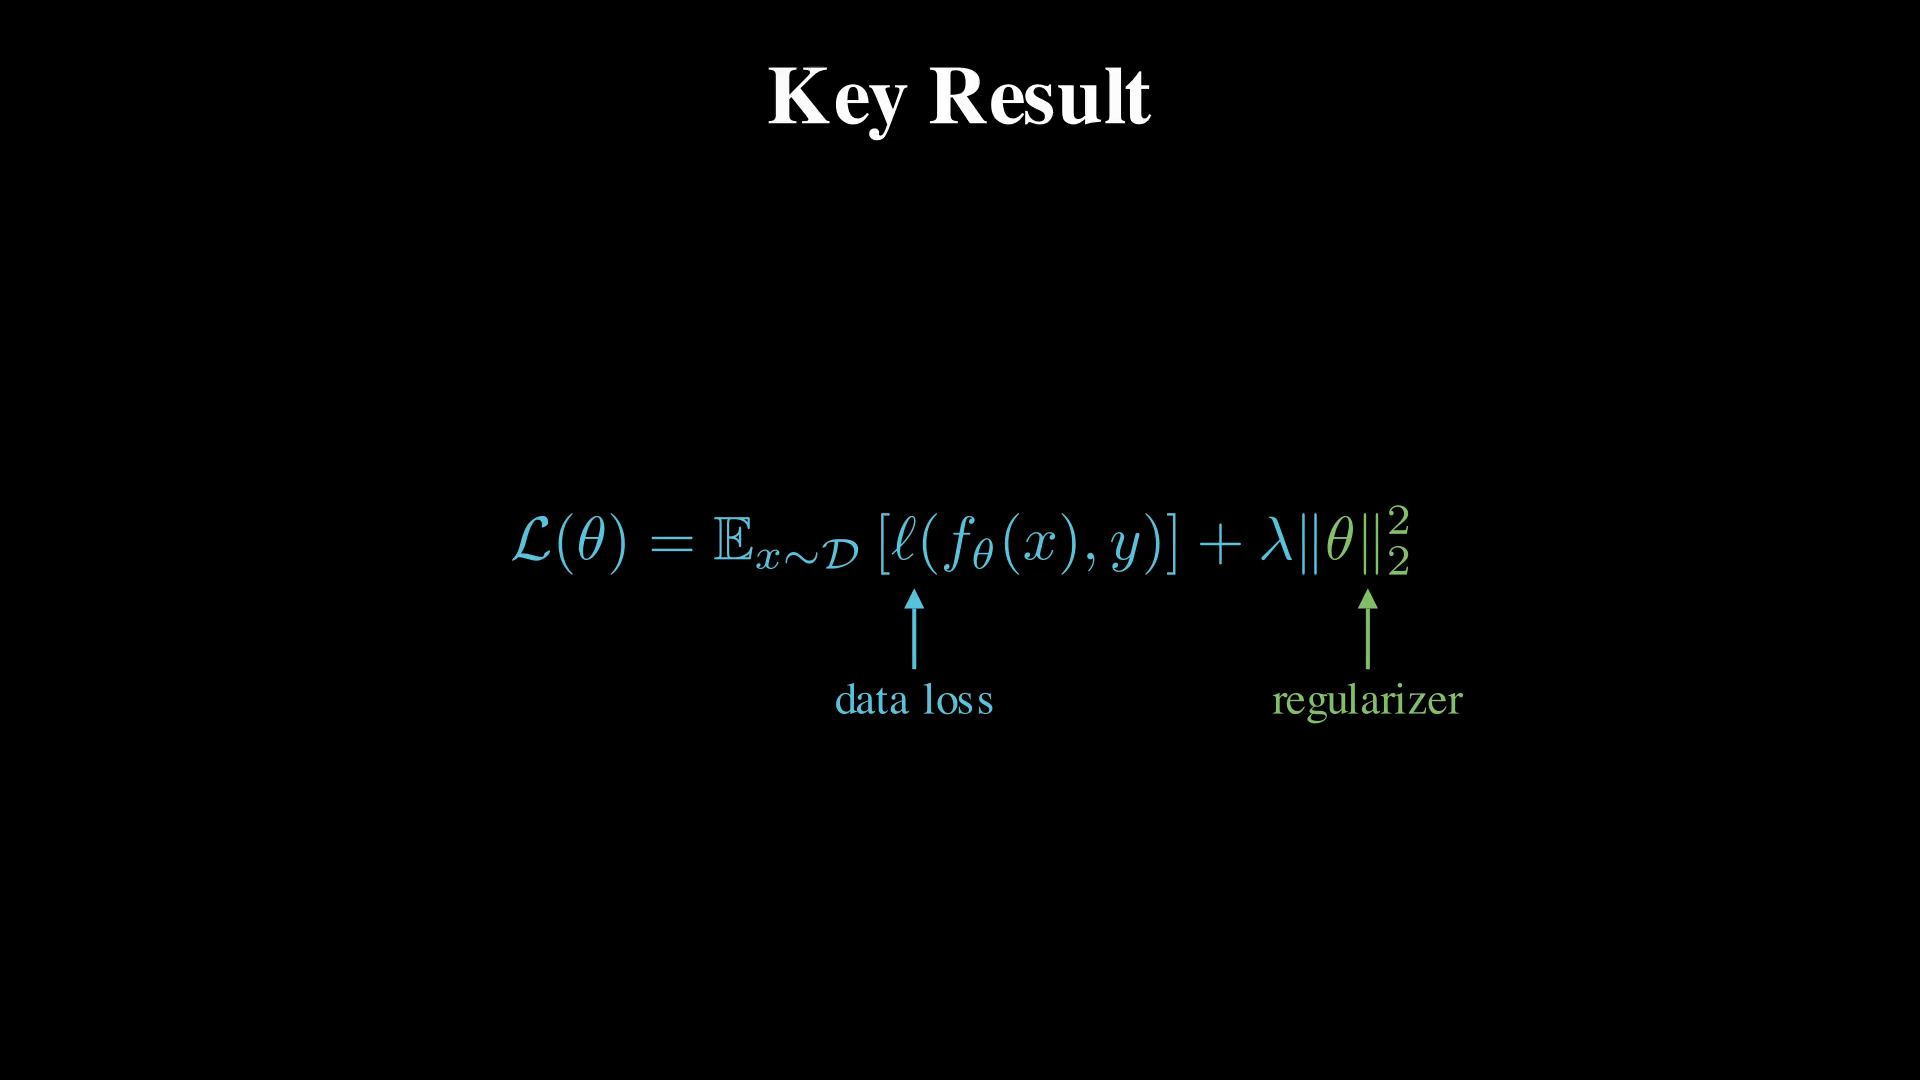 Key Result
ℒ(θ) = 𝔼_{x∼𝒟} [ℓ(f_θ(x), y)] + λ‖θ‖₂²
data loss
regularizer